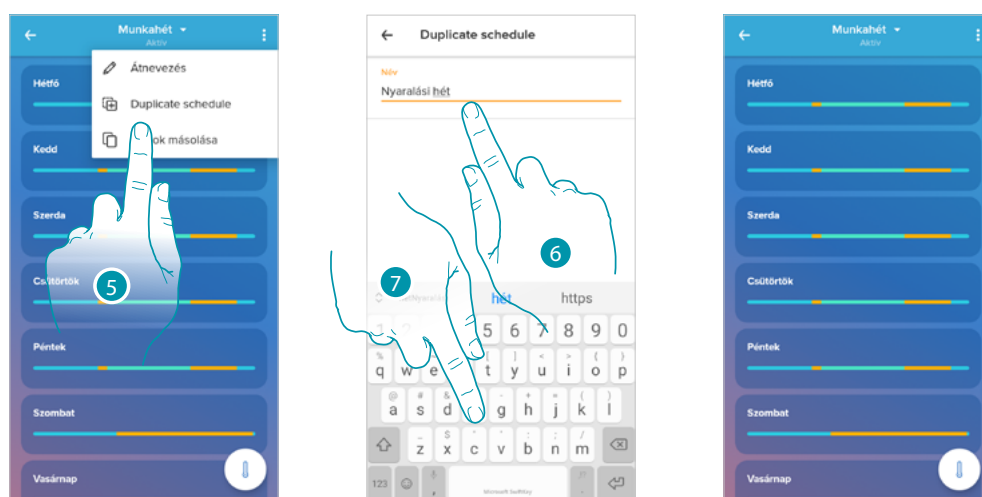 Munkahét
Aktív
Átnevezés
Duplicate schedule
másolása
Hétfő
Kedd
Szerda
Csütörtök
Péntek
Szombat
Vasárnap
5
Duplicate schedule
Név
Nyaralási hét
6
7
hét https
5 6 7 8 9 0
q w e t y u i o p
a s d g h j k l
z x c v b n m
123 ,
Microsoft SwiftKey
Munkahét
Aktív
Hétfő
Kedd
Szerda
Csütörtök
Péntek
Szombat
Vasárnap